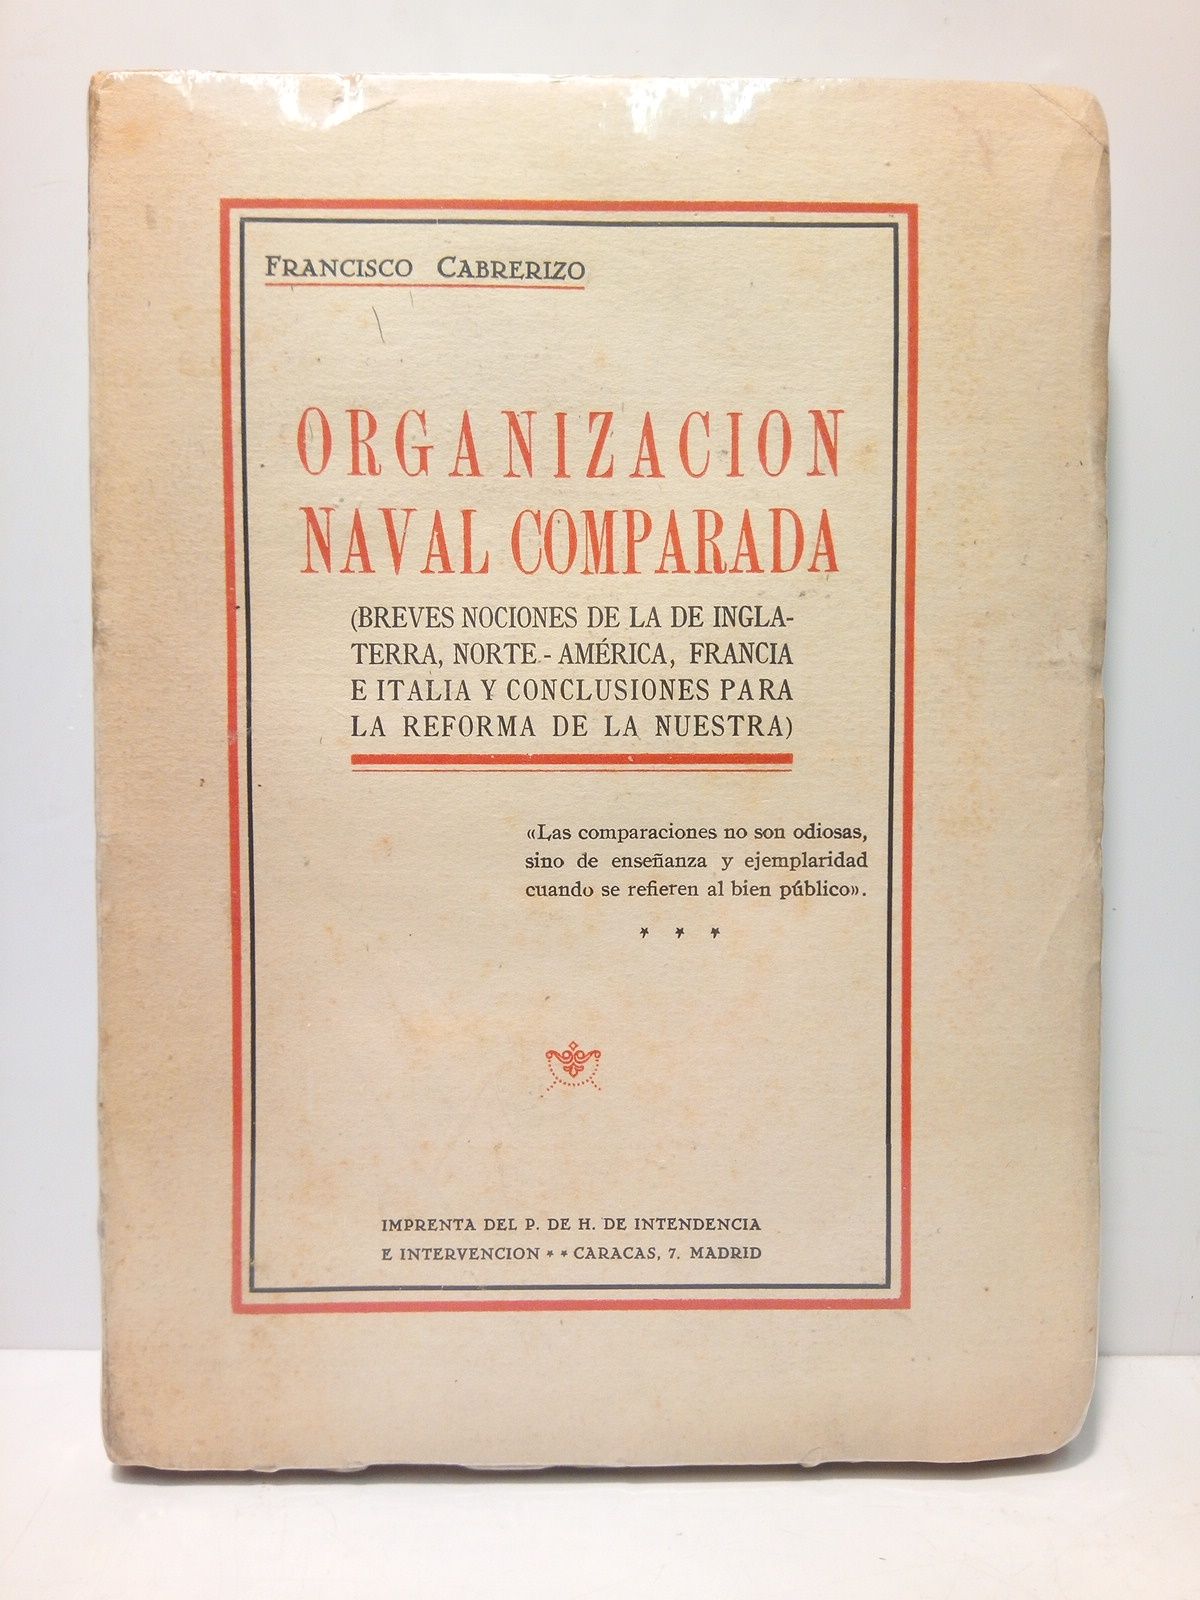 FRANCISCO CABRERIZO
ORGANIZACION
NAVAL COMPARADA
(BREVES NOCIONES DE LA DE INGLA-
TERRA, NORTE - AMÉRICA, FRANCIA
E ITALIA Y CONCLUSIONES PARA
LA REFORMA DE LA NUESTRA)
«Las comparaciones no son odiosas,
sino de enseñanza y ejemplaridad
cuando se refieren al bien público».
* * *
IMPRENTA DEL P. DE H. DE INTENDENCIA
E INTERVENCION * * CARACAS, 7. MADRID